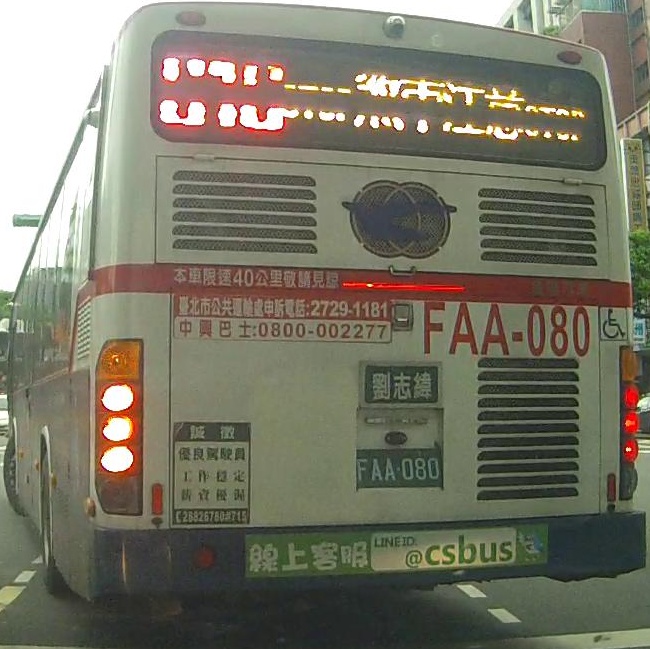 本車限速40公里敬請見諒
臺北市公共運輸處申訴電話:2729-1181
中興巴士:0800-002277
FAA-080
劉志緯
FAA-080
誠徵
優良駕駛員
工作穩定
薪資優渥
線上客服
LINE ID:
@csbus